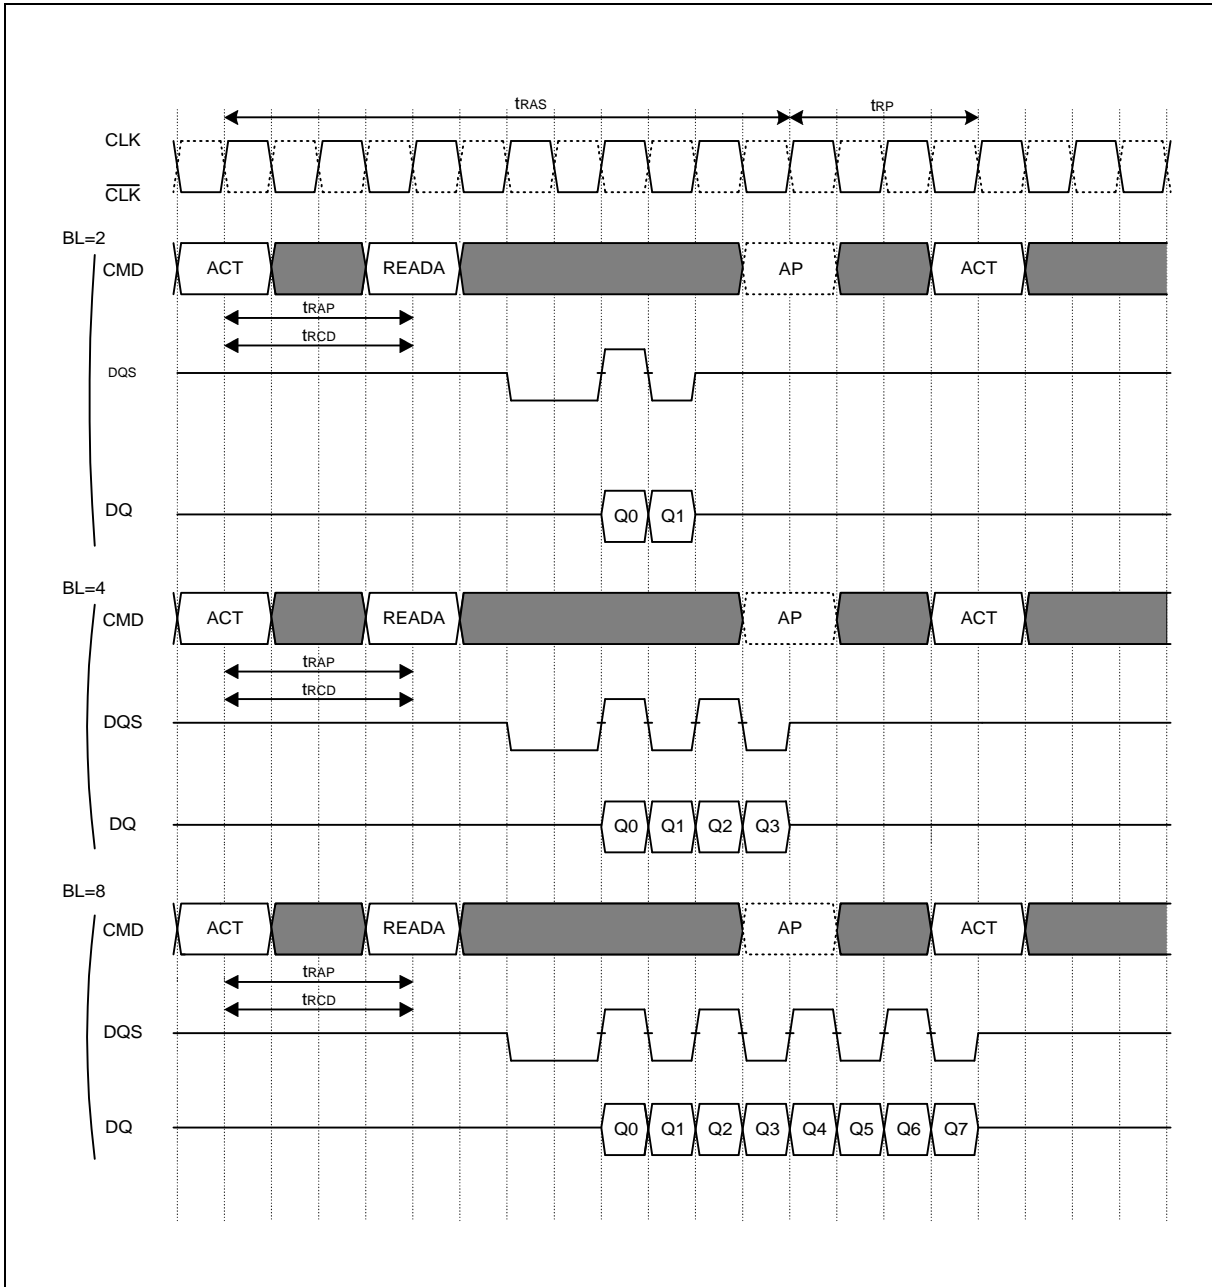 tRAS tRP
CLK
CLK
BL=2
CMD ACT READA AP ACT
tRAP
tRCD
DQS
DQ Q0 Q1
BL=4
CMD ACT READA AP ACT
tRAP
tRCD
DQS
DQ Q0 Q1 Q2 Q3
BL=8
CMD ACT READA AP ACT
tRAP
tRCD
DQS
DQ Q0 Q1 Q2 Q3 Q4 Q5 Q6 Q7